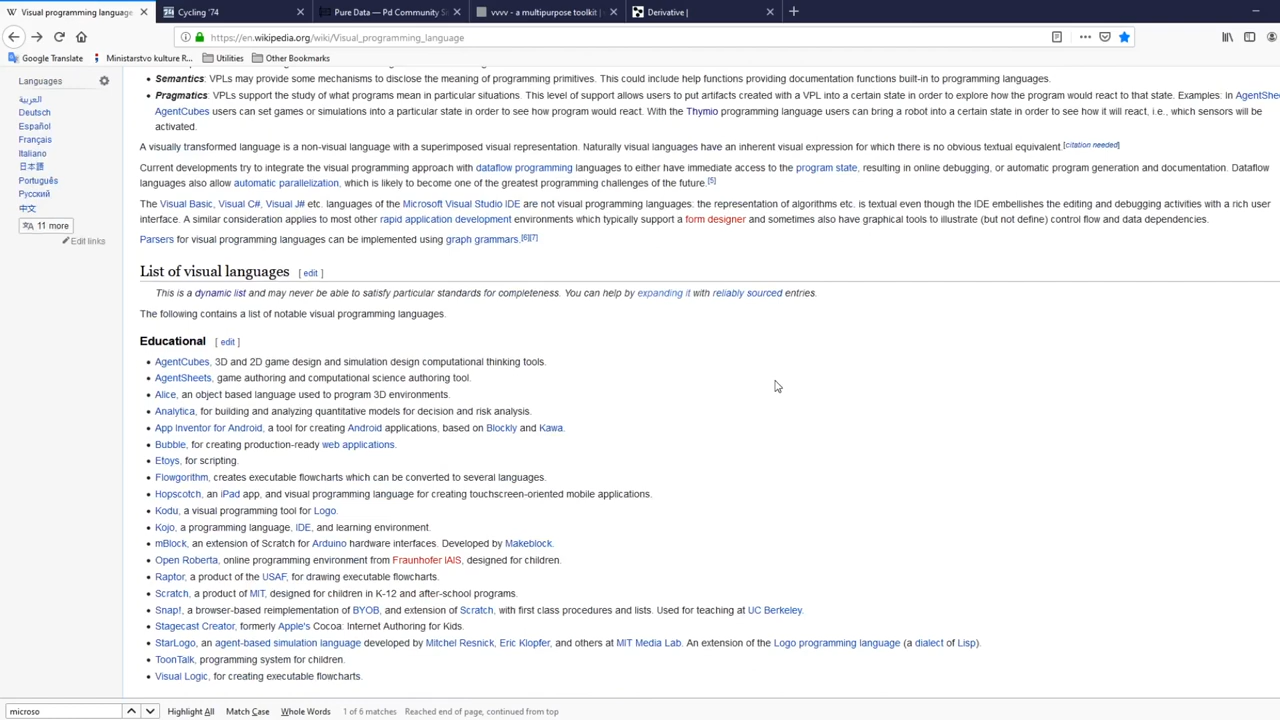 Visual programming language
Cycling '74
Pure Data — Pd Community S
vvvv - a multipurpose toolkit |
Derivative |
https://en.wikipedia.org/wiki/Visual_programming_language
Google Translate
Ministarstvo kulture R...
Utilities
Other Bookmarks
Languages
العربية
Deutsch
Español
Français
Italiano
日本語
Português
Русский
中文
11 more
Edit links
Semantics: VPLs may provide some mechanisms to disclose the meaning of programming primitives. This could include help functions providing documentation functions built-in to programming languages.
Pragmatics: VPLs support the study of what programs mean in particular situations. This level of support allows users to put artifacts created with a VPL into a certain state in order to explore how the program would react to that state. Examples: In AgentShee
AgentCubes users can set games or simulations into a particular state in order to see how program would react. With the Thymio programming language users can bring a robot into a certain state in order to see how it will react, i.e., which sensors will be
activated.
A visually transformed language is a non-visual language with a superimposed visual representation. Naturally visual languages have an inherent visual expression for which there is no obvious textual equivalent.[citation needed]
Current developments try to integrate the visual programming approach with dataflow programming languages to either have immediate access to the program state, resulting in online debugging, or automatic program generation and documentation. Dataflow
languages also allow automatic parallelization, which is likely to become one of the greatest programming challenges of the future.[5]
The Visual Basic, Visual C#, Visual J# etc. languages of the Microsoft Visual Studio IDE are not visual programming languages: the representation of algorithms etc. is textual even though the IDE embellishes the editing and debugging activities with a rich user
interface. A similar consideration applies to most other rapid application development environments which typically support a form designer and sometimes also have graphical tools to illustrate (but not define) control flow and data dependencies.
Parsers for visual programming languages can be implemented using graph grammars.[6][7]
List of visual languages [ edit ]
This is a dynamic list and may never be able to satisfy particular standards for completeness. You can help by expanding it with reliably sourced entries.
The following contains a list of notable visual programming languages.
Educational [ edit ]
AgentCubes, 3D and 2D game design and simulation design computational thinking tools.
AgentSheets, game authoring and computational science authoring tool.
Alice, an object based language used to program 3D environments.
Analytica, for building and analyzing quantitative models for decision and risk analysis.
App Inventor for Android, a tool for creating Android applications, based on Blockly and Kawa.
Bubble, for creating production-ready web applications.
Etoys, for scripting.
Flowgorithm, creates executable flowcharts which can be converted to several languages.
Hopscotch, an iPad app, and visual programming language for creating touchscreen-oriented mobile applications.
Kodu, a visual programming tool for Logo.
Kojo, a programming language, IDE, and learning environment.
mBlock, an extension of Scratch for Arduino hardware interfaces. Developed by Makeblock.
Open Roberta, online programming environment from Fraunhofer IAIS, designed for children.
Raptor, a product of the USAF, for drawing executable flowcharts.
Scratch, a product of MIT, designed for children in K-12 and after-school programs.
Snap!, a browser-based reimplementation of BYOB, and extension of Scratch, with first class procedures and lists. Used for teaching at UC Berkeley.
Stagecast Creator, formerly Apple's Cocoa: Internet Authoring for Kids.
StarLogo, an agent-based simulation language developed by Mitchel Resnick, Eric Klopfer, and others at MIT Media Lab. An extension of the Logo programming language (a dialect of Lisp).
ToonTalk, programming system for children.
Visual Logic, for creating executable flowcharts.
microso
Highlight All
Match Case
Whole Words
1 of 6 matches
Reached end of page, continued from top